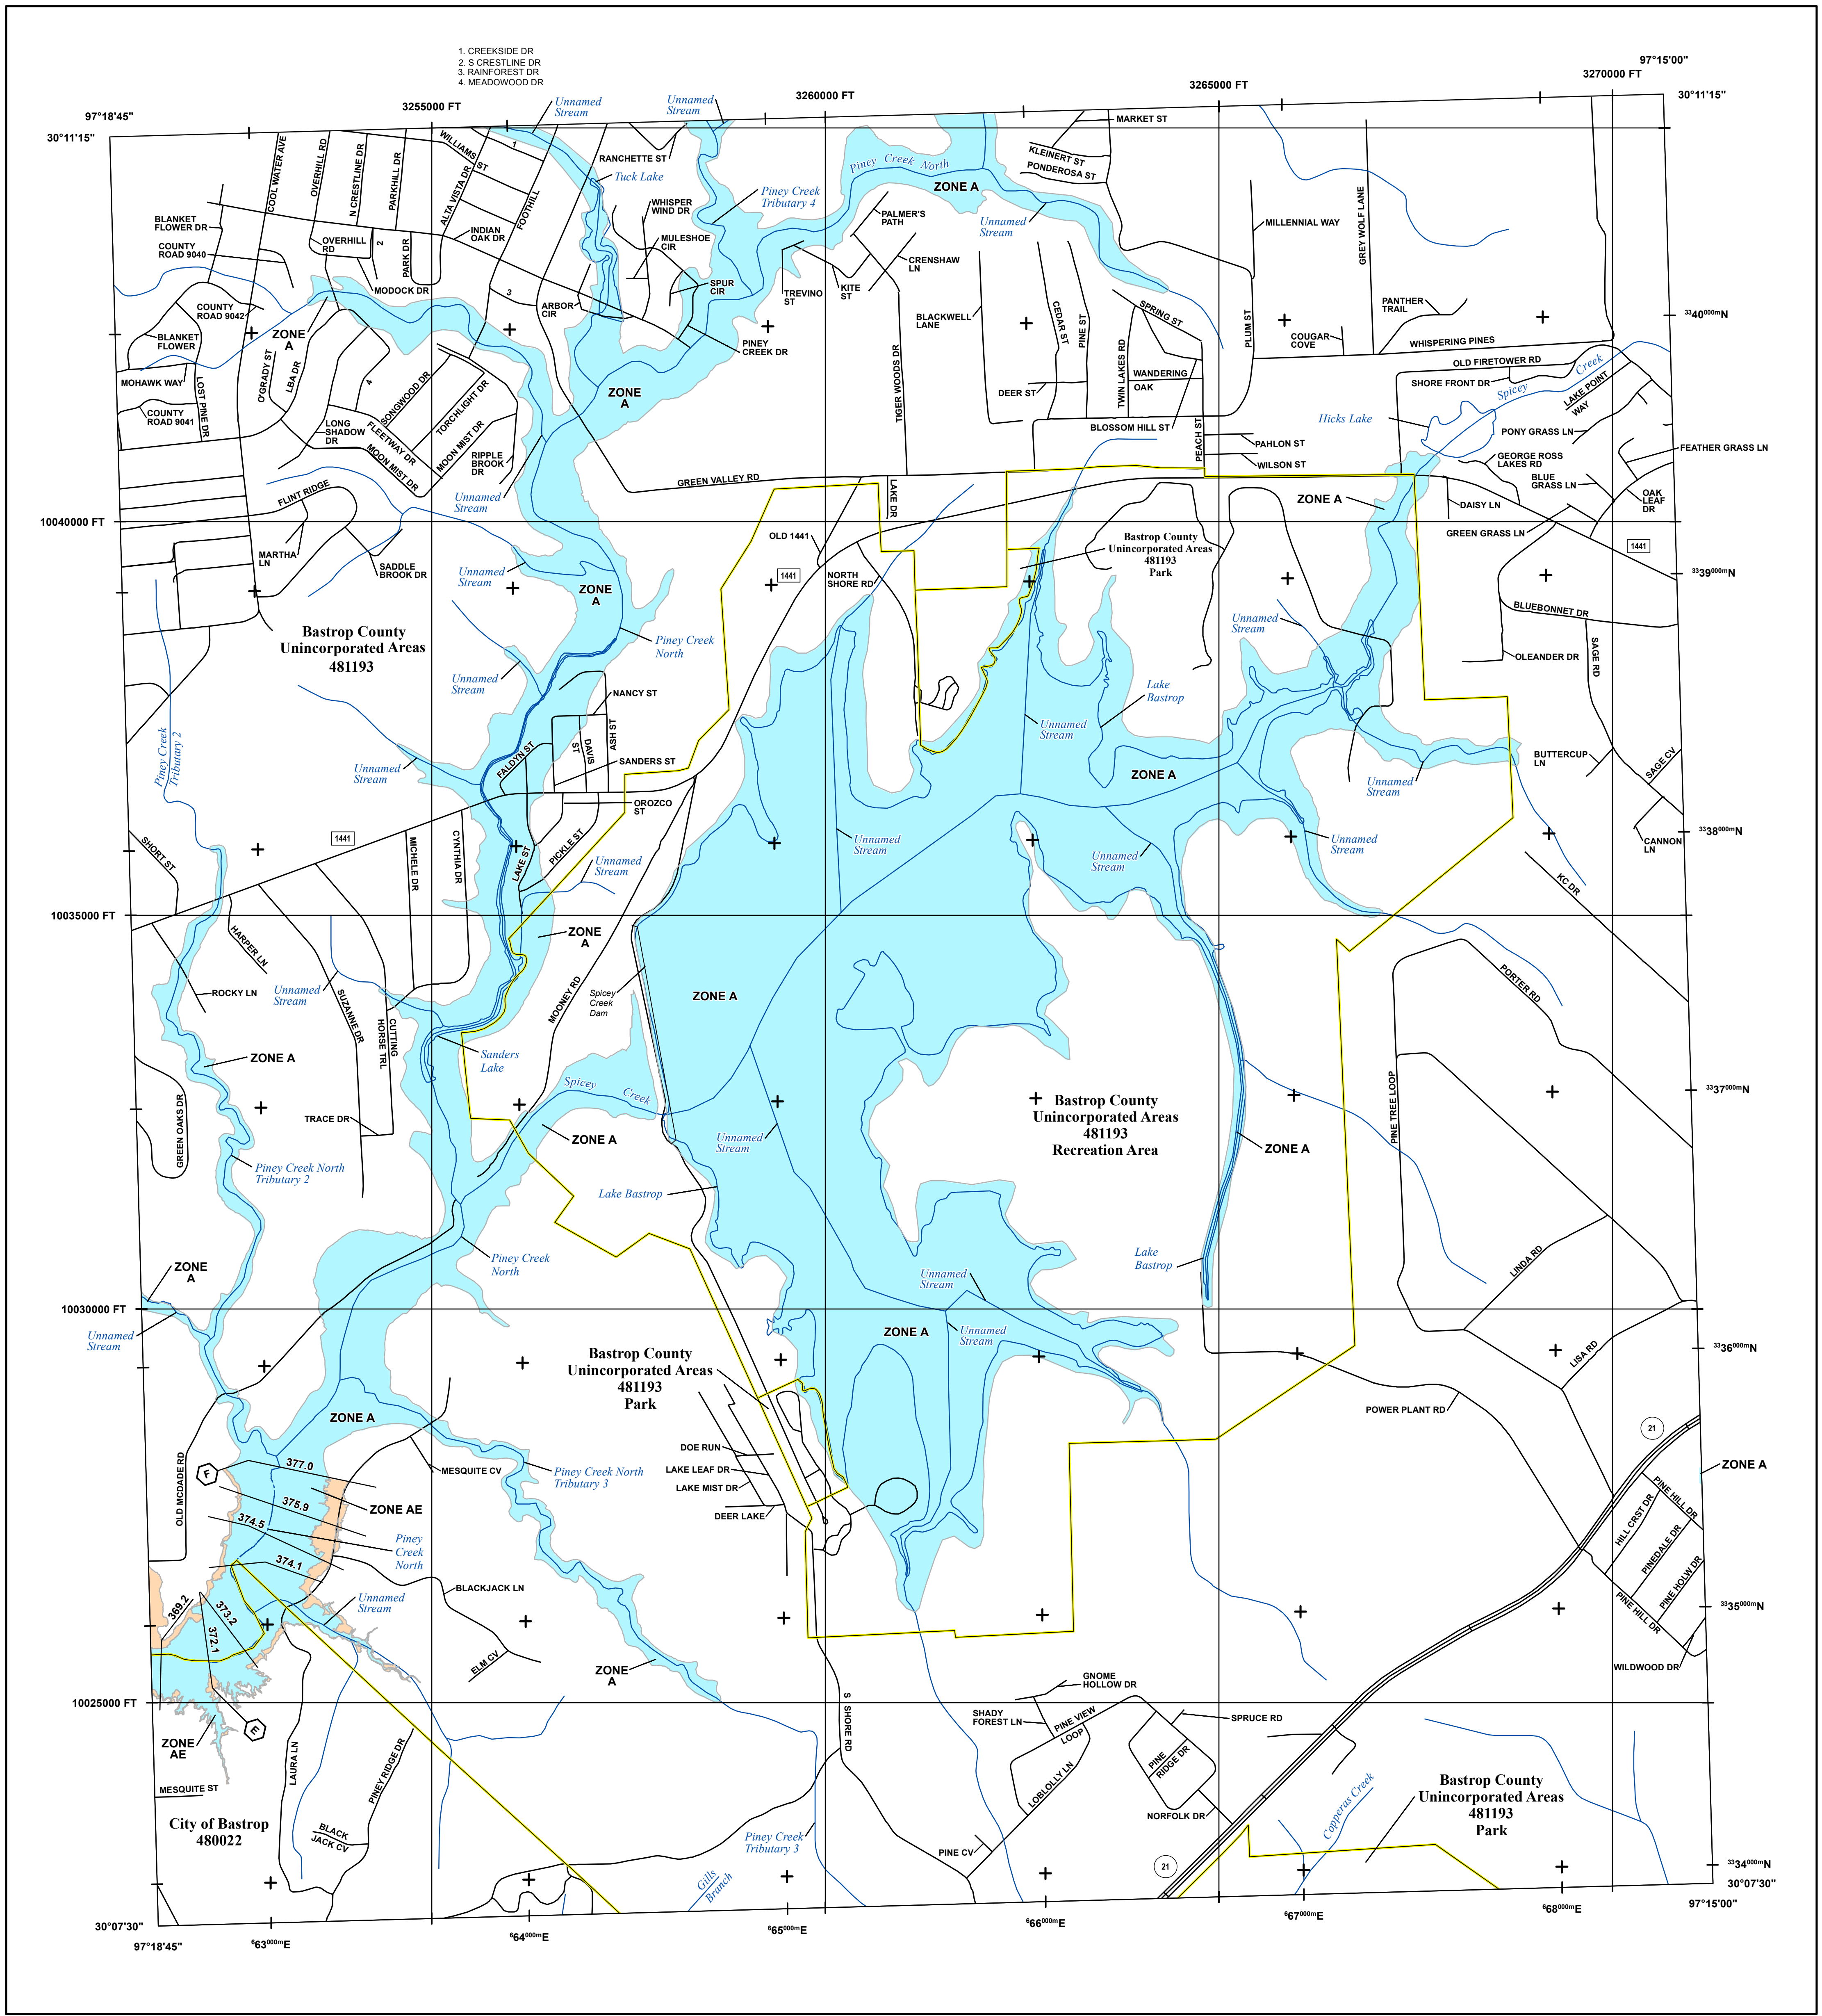 1. CREEKSIDE DR
2. S CRESTLINE DR
3. RAINFOREST DR
4. MEADOWOOD DR
97°18'45"
30°11'15"
3255000 FT
3260000 FT
3265000 FT
3270000 FT
97°15'00"
30°11'15"
Unnamed
Stream
Unnamed
Stream
MARKET ST
COOL WATER AVE
OVERHILL RD
N CRESTLINE DR
PARKHILL DR
WILLIAMS ST
1
ALTA VISTA DR
FOOTHILL
RANCHETTE ST
Tuck Lake
Piney Creek North
ZONE A
KLEINERT ST
PONDEROSA ST
Piney Creek
Tributary 4
WHISPER
WIND DR
MULESHOE
CIR
PALMER'S
PATH
Unnamed
Stream
MILLENNIAL WAY
GREY WOLF LANE
BLANKET
FLOWER DR
COUNTY
ROAD 9040
OVERHILL
RD
2
PARK DR
INDIAN
OAK DR
CRENSHAW
LN
MODOCK DR
3
ARBOR
CIR
SPUR
CIR
TREVINO
ST
KITE
ST
COUNTY
ROAD 9042
ZONE
A
BLANKET
FLOWER
BLACKWELL
LANE
CEDAR ST
PINE ST
SPRING ST
PLUM ST
COUGAR
COVE
PANTHER
TRAIL
3340000mN
PINEY
CREEK DR
WHISPERING PINES
OLD FIRETOWER RD
MOHAWK WAY
LOST PINE DR
O'GRADY ST
LBA DR
4
SONGWOOD DR
TORCHLIGHT DR
ZONE
A
TIGER WOODS DR
DEER ST
TWIN LAKES RD
WANDERING
OAK
SHORE FRONT DR
Spicey Creek
LAKE POINT
WAY
COUNTY
ROAD 9041
LONG
SHADOW
DR
FLEETWAY DR
MOON MIST DR
MOON MIST DR
RIPPLE
BROOK
DR
BLOSSOM HILL ST
PEACH ST
PAHLON ST
WILSON ST
Hicks Lake
PONY GRASS LN
FEATHER GRASS LN
GEORGE ROSS
LAKES RD
BLUE
GRASS LN
OAK
LEAF
DR
FLINT RIDGE
Unnamed
Stream
GREEN VALLEY RD
LAKE DR
ZONE A
DAISY LN
10040000 FT
MARTHA
LN
SADDLE
BROOK DR
OLD 1441
GREEN GRASS LN
1441
Bastrop County
Unincorporated Areas
481193
Park
Unnamed
Stream
ZONE
A
1441
NORTH
SHORE RD
3339000mN
Bastrop County
Unincorporated Areas
481193
Piney Creek
North
Unnamed
Stream
BLUEBONNET DR
SAGE RD
OLEANDER DR
Unnamed
Stream
NANCY ST
Lake
Bastrop
Piney Creek
Tributary 2
Unnamed
Stream
FALDYN ST
DAVIS
ST
ASH ST
SANDERS ST
Unnamed
Stream
ZONE A
Unnamed
Stream
BUTTERCUP
LN
SAGE CV
OROZCO
ST
1441
SHORT ST
MICHELE DR
CYNTHIA DR
LAKE ST
PICKLE ST
Unnamed
Stream
Unnamed
Stream
Unnamed
Stream
Unnamed
Stream
3338000mN
CANNON
LN
KC DR
10035000 FT
HARPER LN
ZONE
A
ROCKY LN
Unnamed
Stream
SUZANNE DR
CUTTING
HORSE TRL
MOONEY RD
Spicey
Creek
Dam
ZONE A
PORTER RD
ZONE A
Sanders
Lake
Spicey Creek
3337000mN
GREEN OAKS DR
TRACE DR
ZONE A
Unnamed
Stream
Bastrop County
Unincorporated Areas
481193
Recreation Area
ZONE A
PINE TREE LOOP
Piney Creek North
Tributary 2
Lake Bastrop
Piney Creek
North
Lake
Bastrop
LINDA RD
ZONE
A
Unnamed
Stream
10030000 FT
Unnamed
Stream
ZONE A
Unnamed
Stream
Bastrop County
Unincorporated Areas
481193
Park
3336000mN
LISA RD
POWER PLANT RD
ZONE A
21
OLD MCDADE RD
F
377.0
MESQUITE CV
Piney Creek North
Tributary 3
DOE RUN
LAKE LEAF DR
LAKE MIST DR
DEER LAKE
ZONE A
375.9
ZONE AE
374.5
Piney
Creek
North
374.1
PINE HILL DR
HILL CRST DR
PINEDALE DR
PINE HOLW DR
PINE HILL DR
369.2
373.2
372.1
BLACKJACK LN
Unnamed
Stream
3335000mN
ELM CV
ZONE
A
WILDWOOD DR
10025000 FT
E
ZONE
AE
S SHORE RD
GNOME
HOLLOW DR
SHADY
FOREST LN
PINE VIEW
LOOP
SPRUCE RD
PINE
RIDGE DR
LOBLOLLY LN
MESQUITE ST
LAURA LN
PINEY RIDGE DR
NORFOLK DR
Copperas Creek
Bastrop County
Unincorporated Areas
481193
Park
City of Bastrop
480022
BLACK
JACK CV
Piney Creek
Tributary 3
PINE CV
Gills
Branch
21
3334000mN
30°07'30"
97°15'00"
30°07'30"
97°18'45"
663000mE
664000mE
665000mE
666000mE
667000mE
668000mE